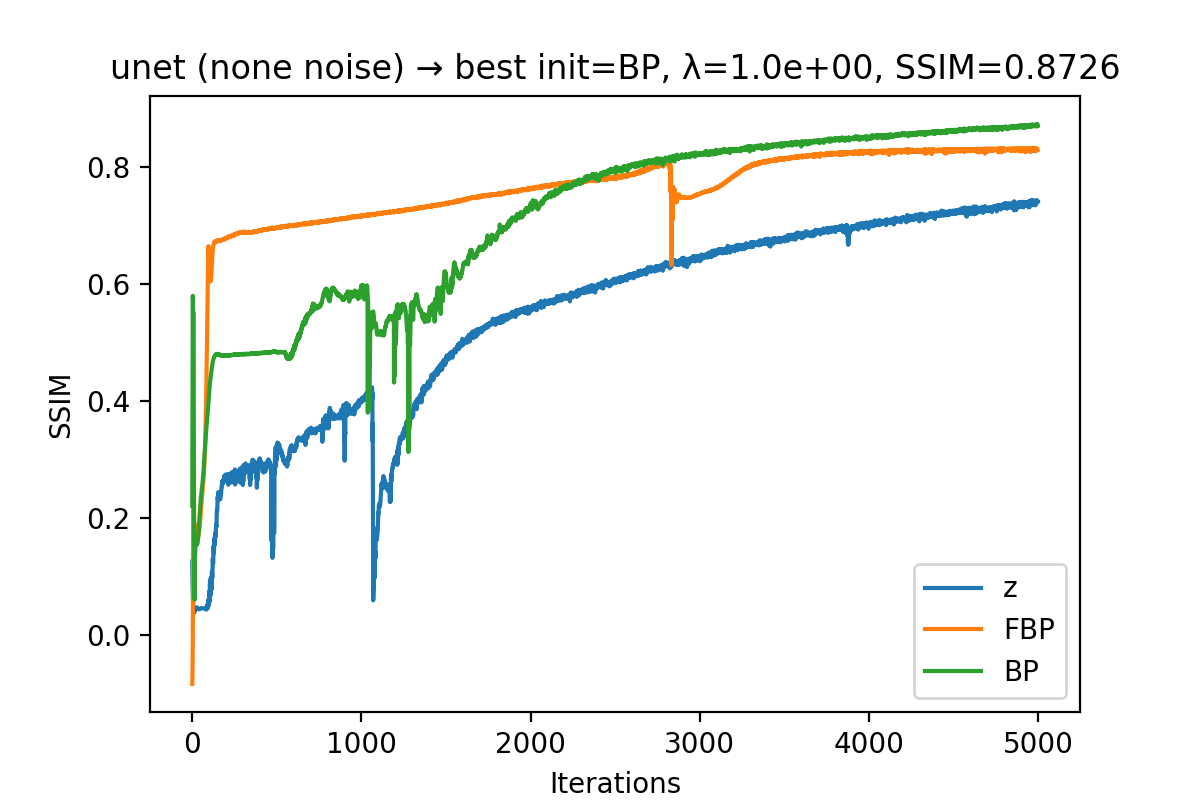 unet (none noise) → best init=BP, λ=1.0e+00, SSIM=0.8726
0.8
0.6
0.4
0.2
0.0
SSIM
0 1000 2000 3000 4000 5000
Iterations
z
FBP
BP